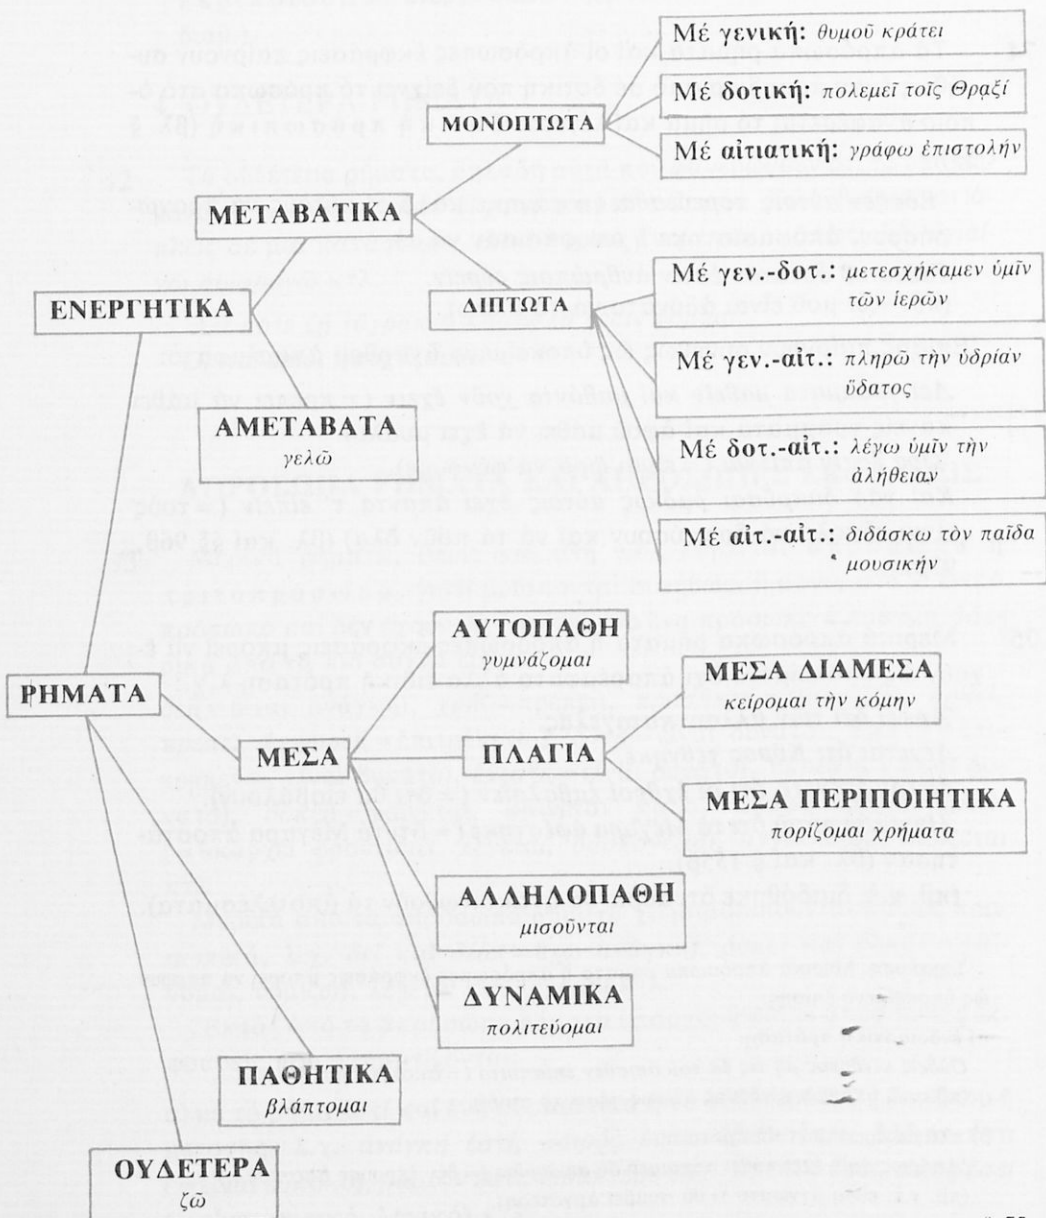 Μέ γενική: θυμοῦ κράτει
Μέ δοτική: πολεμεῖ τοῖς Θραξί
ΜΟΝΟΠΤΩΤΑ
Μέ αἰτιατική: γράφω ἐπιστολήν
ΜΕΤΑΒΑΤΙΚΑ
Μέ γεν.-δοτ.: μετεσχήκαμεν ὑμῖν
τῶν ἱερῶν
ΕΝΕΡΓΗΤΙΚΑ
ΔΙΠΤΩΤΑ
Μέ γεν.-αἰτ.: πληρῶ τὴν ὑδρίαν
ὕδατος
ΑΜΕΤΑΒΑΤΑ
γελῶ
Μέ δοτ.-αἰτ.: λέγω ὑμῖν τὴν
ἀλήθειαν
Μέ αἰτ.-αἰτ.: διδάσκω τὸν παῖδα
μουσικήν
ΑΥΤΟΠΑΘΗ
γυμνάζομαι
ΡΗΜΑΤΑ
ΜΕΣΑ ΔΙΑΜΕΣΑ
κείρομαι τὴν κόμην
ΜΕΣΑ
ΠΛΑΓΙΑ
ΜΕΣΑ ΠΕΡΙΠΟΙΗΤΙΚΑ
πορίζομαι χρήματα
ΑΛΛΗΛΟΠΑΘΗ
μισοῦνται
ΔΥΝΑΜΙΚΑ
πολιτεύομαι
ΠΑΘΗΤΙΚΑ
βλάπτομαι
ΟΥΔΕΤΕΡΑ
ζῶ